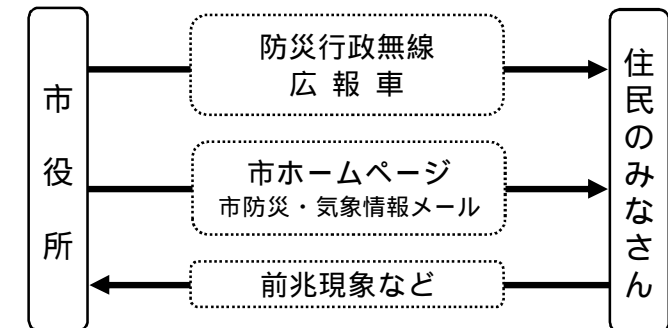 市役所
防災行政無線
広報車
市ホームページ
市防災・気象情報メール
前兆現象など
住民のみなさん